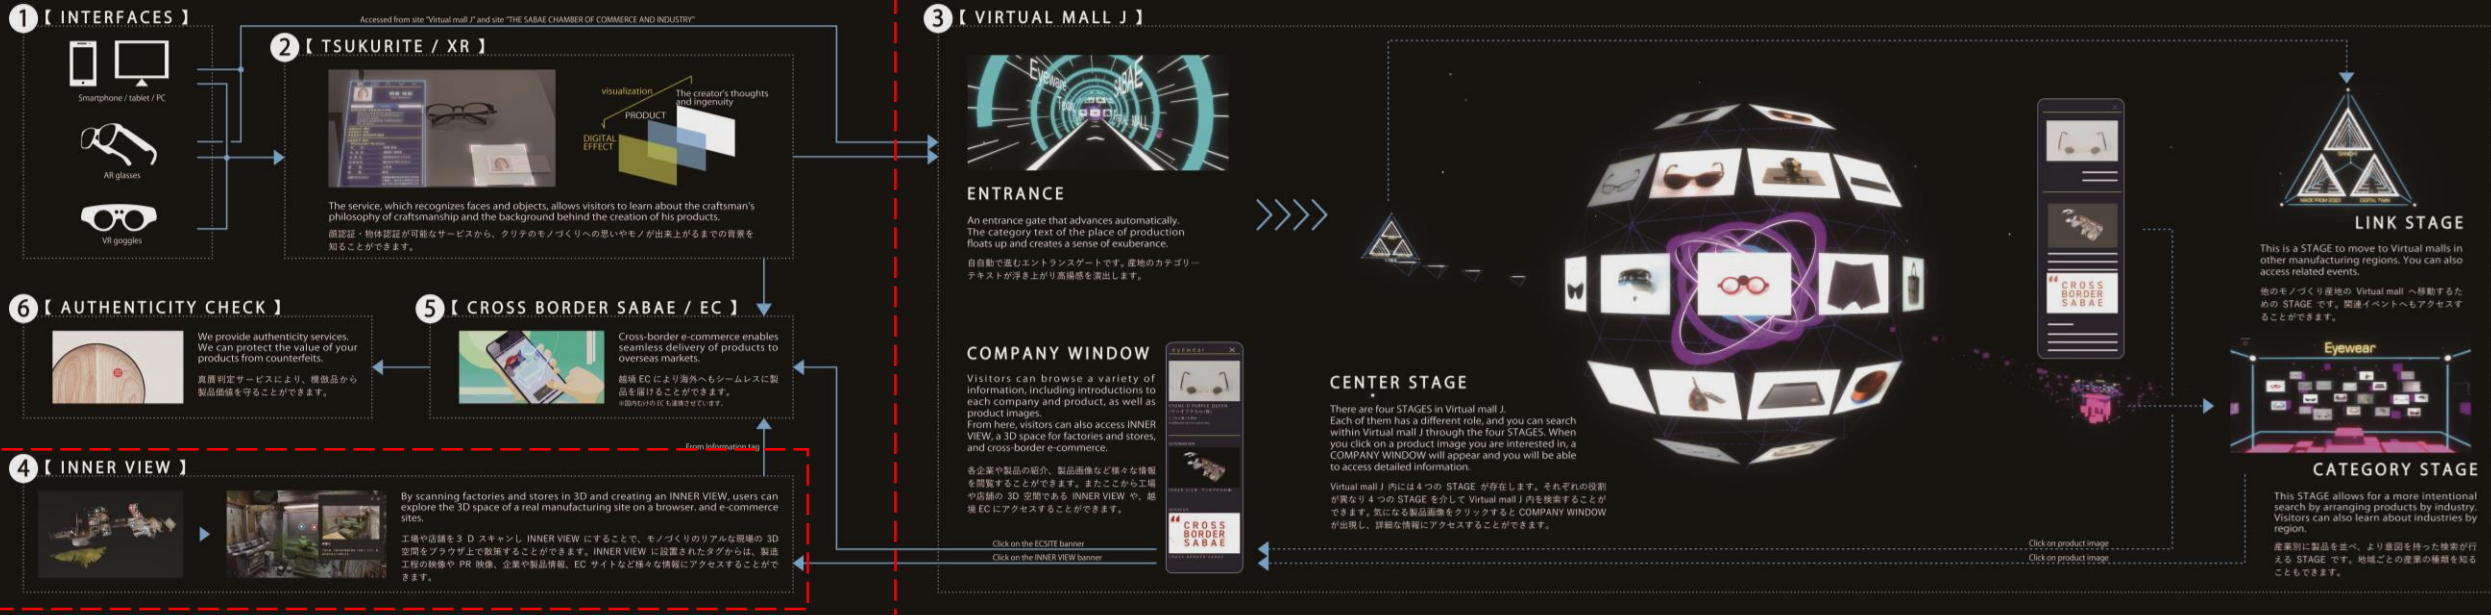 1【 INTERFACES 】
Smartphone / tablet / PC
AR glasses
VR goggles
Accessed from site "Virtual mall J" and site "THE SABAE CHAMBER OF COMMERCE AND INDUSTRY"
2【 TSUKURITE / XR 】
visualization
The creator's thoughts
and ingenuity
PRODUCT
DIGITAL
EFFECT
The service, which recognizes faces and objects, allows visitors to learn about the craftsman's
philosophy of craftsmanship and the background behind the creation of his products.
顔認証・物体認証が可能なサービスから、クリテのモノづくりへの思いやモノが出来上がるまでの背景を
知ることができます。
6【 AUTHENTICITY CHECK 】
We provide authenticity services.
We can protect the value of your
products from counterfeits.
真贋判定サービスにより、模倣品から
製品価値を守ることができます。
5【 CROSS BORDER SABAE / EC 】
Cross-border e-commerce enables
seamless delivery of products to
overseas markets.
越境 EC により海外へもシームレスに製
品を届けることができます。
※国内むけの EC も連携させています。
From Information tag
4【 INNER VIEW 】
By scanning factories and stores in 3D and creating an INNER VIEW, users can
explore the 3D space of a real manufacturing site on a browser. and e-commerce
sites.
工場や店舗を3 D スキャンし INNER VIEW にすることで、モノづくりのリアルな現場の 3D
空間をブラウザ上で散策することができます。INNER VIEW に設置されたタグからは、製造
工程の映像や PR 映像、企業や製品情報、EC サイトなど様々な情報にアクセスすることがで
きます。
3【 VIRTUAL MALL J 】
Eyeware
SABAE
MALL
ENTRANCE
An entrance gate that advances automatically.
The category text of the place of production
floats up and creates a sense of exuberance.
自自動で進むエントランスゲートです。産地のカテゴリー
テキストが浮き上がり高揚感を演出します。
COMPANY WINDOW
Visitors can browse a variety of
information, including introductions to
each company and product, as well as
product images.
From here, visitors can also access INNER
VIEW, a 3D space for factories and stores,
and cross-border e-commerce.
各企業や製品の紹介、製品画像など様々な情報
を閲覧することができます。またここから工場
や店舗の 3D 空間である INNER VIEW や、越
境 EC にアクセスすることができます。
eyewear ×
CROSS
BORDER
SABAE
Click on the ECSITE banner
Click on the INNER VIEW banner
CENTER STAGE
There are four STAGES in Virtual mall J.
Each of them has a different role, and you can search
within Virtual mall J through the four STAGES. When
you click on a product image you are interested in, a
COMPANY WINDOW will appear and you will be able
to access detailed information.
Virtual mall J 内には 4 つの STAGE が存在します。それぞれの役割
が異なり 4 つの STAGE を介して Virtual mall J 内を検索することが
できます。気になる製品画像をクリックすると COMPANY WINDOW
が出現し、詳細な情報にアクセスすることができます。
CROSS
BORDER
SABAE
Click on product image
Click on product image
LINK STAGE
This is a STAGE to move to Virtual malls in
other manufacturing regions. You can also
access related events.
他のモノづくり産地の Virtual mall へ移動するた
めの STAGE です。関連イベントへもアクセスす
ることができます。
Eyewear
CATEGORY STAGE
This STAGE allows for a more intentional
search by arranging products by industry.
Visitors can also learn about industries by
region.
産業別に製品を並べ、より意図を持った検索が行
える STAGE です。地域ごとの産業の種類を知る
こともできます。